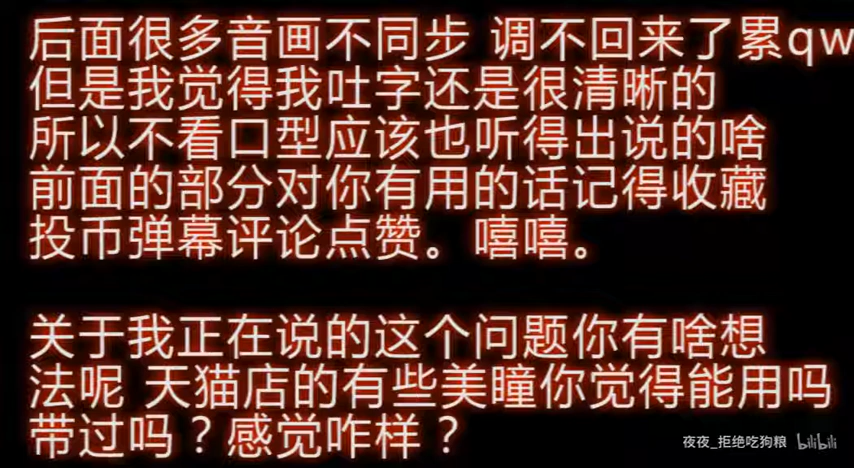 后面很多音画不同步 调不回来了累qw
但是我觉得我吐字还是很清晰的
所以不看口型应该也听得出说的啥
前面的部分对你有用的话记得收藏
投币弹幕评论点赞。嘻嘻。
关于我正在说的这个问题你有啥想
法呢 天猫店的有些美瞳你觉得能用吗
带过吗？感觉咋样？
夜夜_拒绝吃狗粮 bilibili